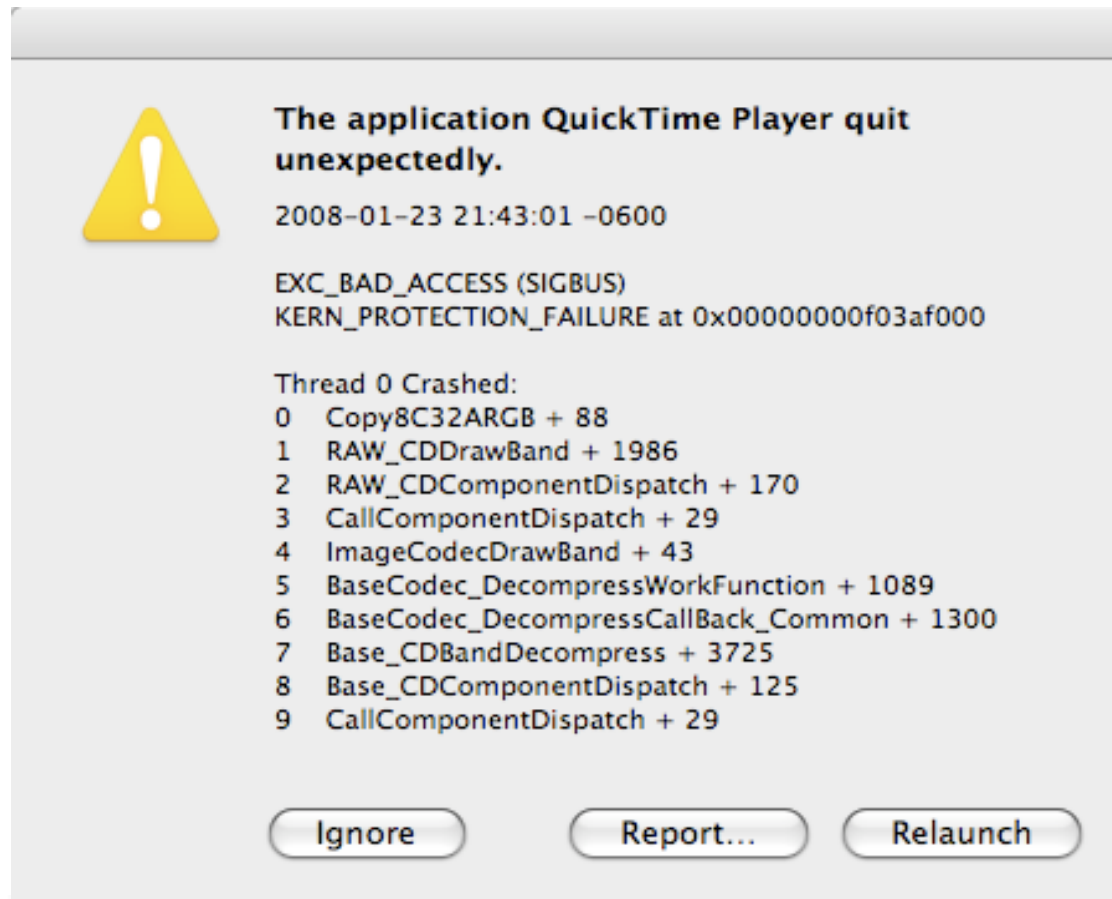 The application QuickTime Player quit
unexpectedly.
2008-01-23 21:43:01 -0600
EXC_BAD_ACCESS (SIGBUS)
KERN_PROTECTION_FAILURE at 0x00000000f03af000
Thread 0 Crashed:
0 Copy8C32ARGB + 88
1 RAW_CDDrawBand + 1986
2 RAW_CDComponentDispatch + 170
3 CallComponentDispatch + 29
4 ImageCodecDrawBand + 43
5 BaseCodec_DecompressWorkFunction + 1089
6 BaseCodec_DecompressCallBack_Common + 1300
7 Base_CDBandDecompress + 3725
8 Base_CDComponentDispatch + 125
9 CallComponentDispatch + 29
Ignore Report... Relaunch